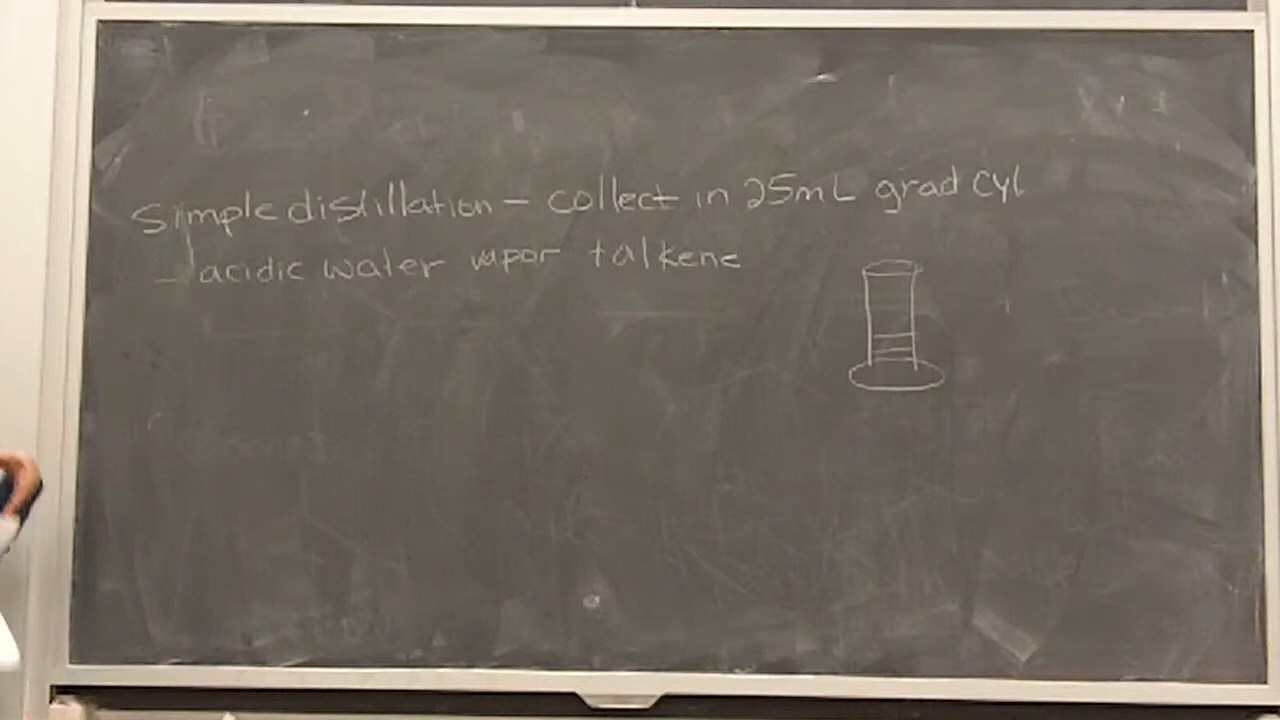 Simple distillation - collect in 25mL grad cyl
- acidic water vapor + alkene